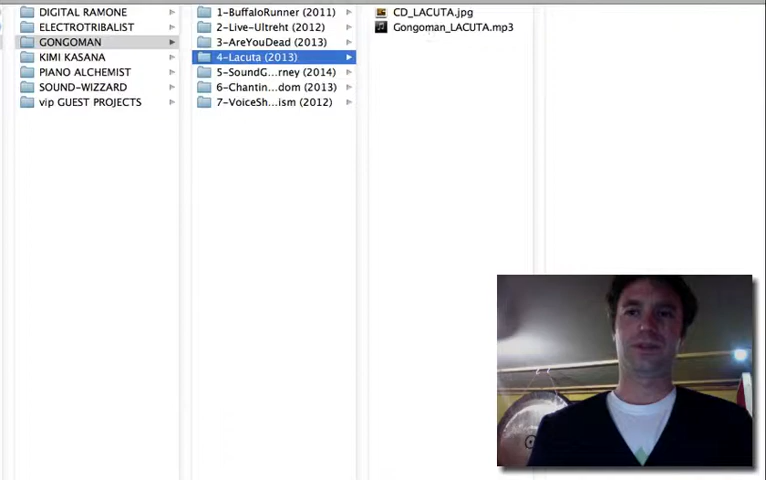 DIGITAL RAMONE
ELECTROTRIBALIST
GONGOMAN
KIMI KASANA
PIANO ALCHEMIST
SOUND-WIZZARD
vip GUEST PROJECTS
1-BuffaloRunner (2011)
2-Live-Ultreht (2012)
3-AreYouDead (2013)
4-Lacuta (2013)
5-SoundG...rney (2014)
6-Chantin...dom (2013)
7-VoiceSh...ism (2012)
CD_LACUTA.jpg
Gongoman_LACUTA.mp3